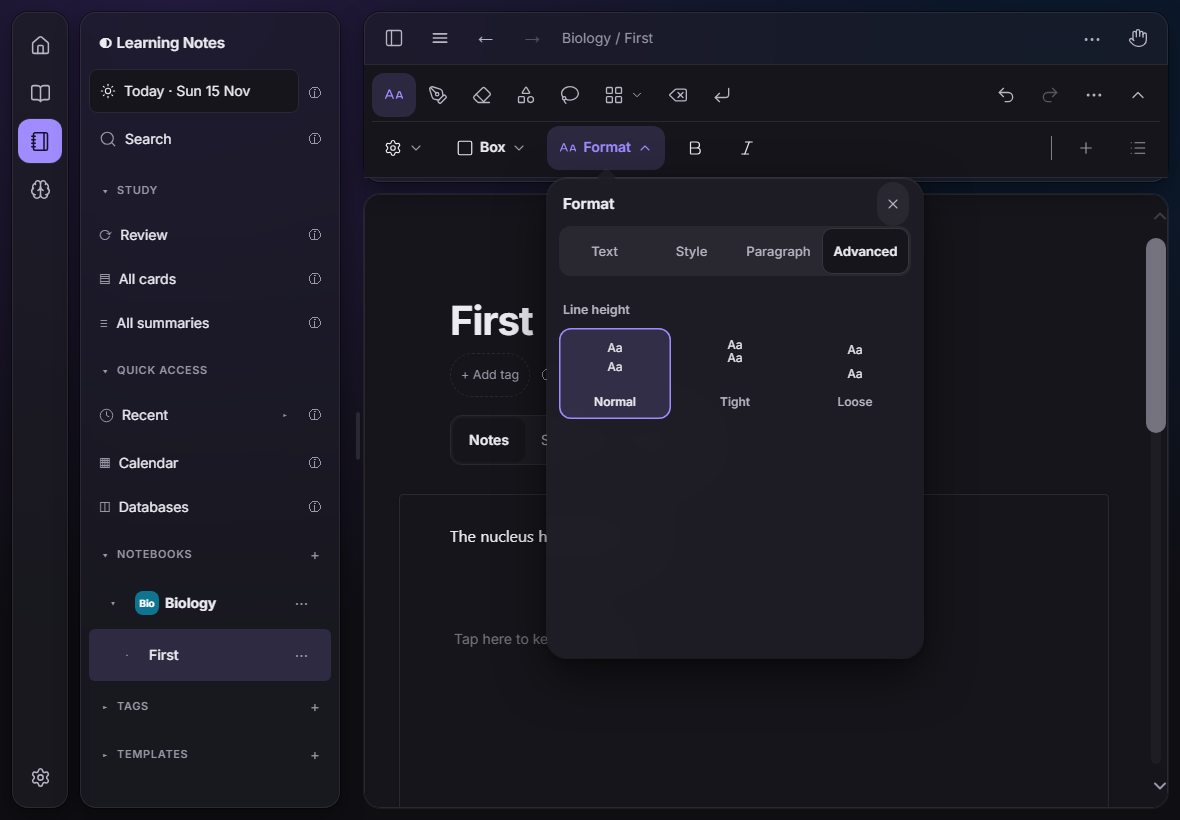 Learning Notes
Today · Sun 15 Nov
Search
STUDY
Review
All cards
All summaries
QUICK ACCESS
Recent
Calendar
Databases
NOTEBOOKS
Bio Biology
First
TAGS
TEMPLATES
Biology / First
AA
Box
AA Format
B I
Format
Text Style Paragraph Advanced
Line height
Aa
Aa
Normal
Aa
Aa
Tight
Aa
Aa
Loose
First
+ Add tag
Notes S
The nucleus h
Tap here to ke